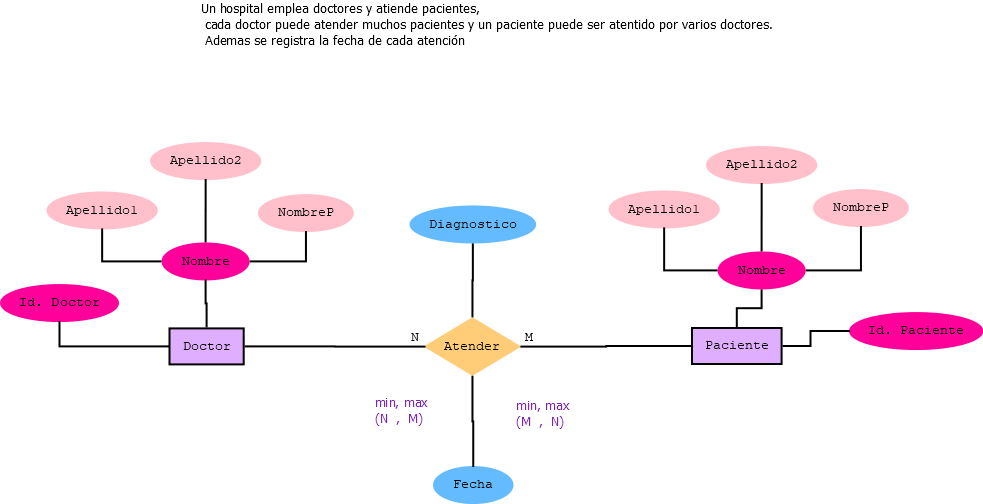 Un hospital emplea doctores y atiende pacientes,
cada doctor puede atender muchos pacientes y un paciente puede ser atentido por varios doctores.
Ademas se registra la fecha de cada atención
Apellido2
Apellido2
Apellido1
NombreP
Diagnostico
Apellido1
NombreP
Nombre
Nombre
Id. Doctor
Id. Paciente
Doctor
N
Atender
M
Paciente
min, max
(N , M)
min, max
(M , N)
Fecha